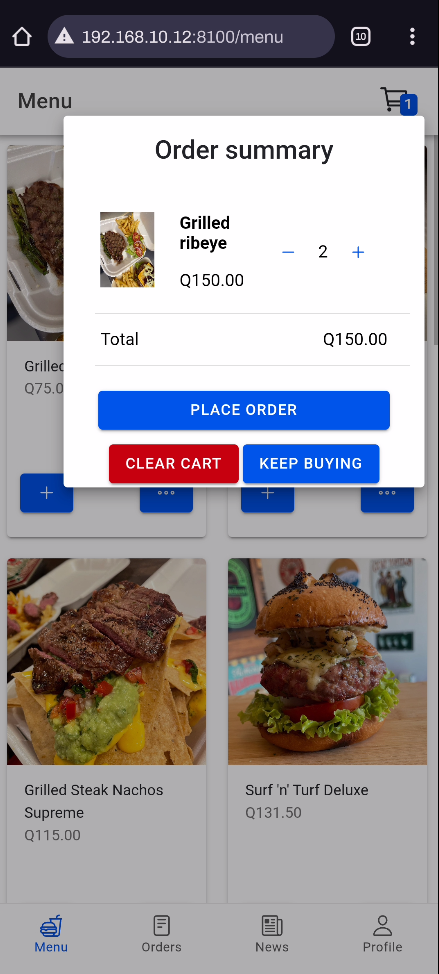 10
192.168.10.12:8100/menu
Menu
1
Order summary
Grilled
ribeye
Q150.00
2
Total
Q150.00
PLACE ORDER
CLEAR CART
KEEP BUYING
Grilled
Q75.0
Grilled Steak Nachos
Supreme
Q115.00
Surf 'n' Turf Deluxe
Q131.50
Menu
Orders
News
Profile